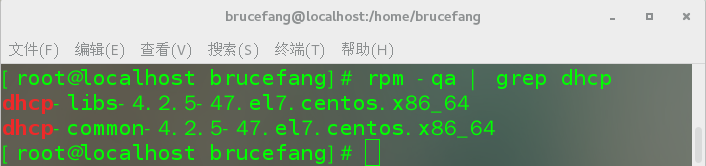 brucefang@localhost:/home/brucefang
文件(F) 编辑(E) 查看(V) 搜索(S) 终端(T) 帮助(H)
[root@localhost brucefang]# rpm -qa | grep dhcp
dhcp-libs-4.2.5-47.el7.centos.x86_64
dhcp-common-4.2.5-47.el7.centos.x86_64
[root@localhost brucefang]#